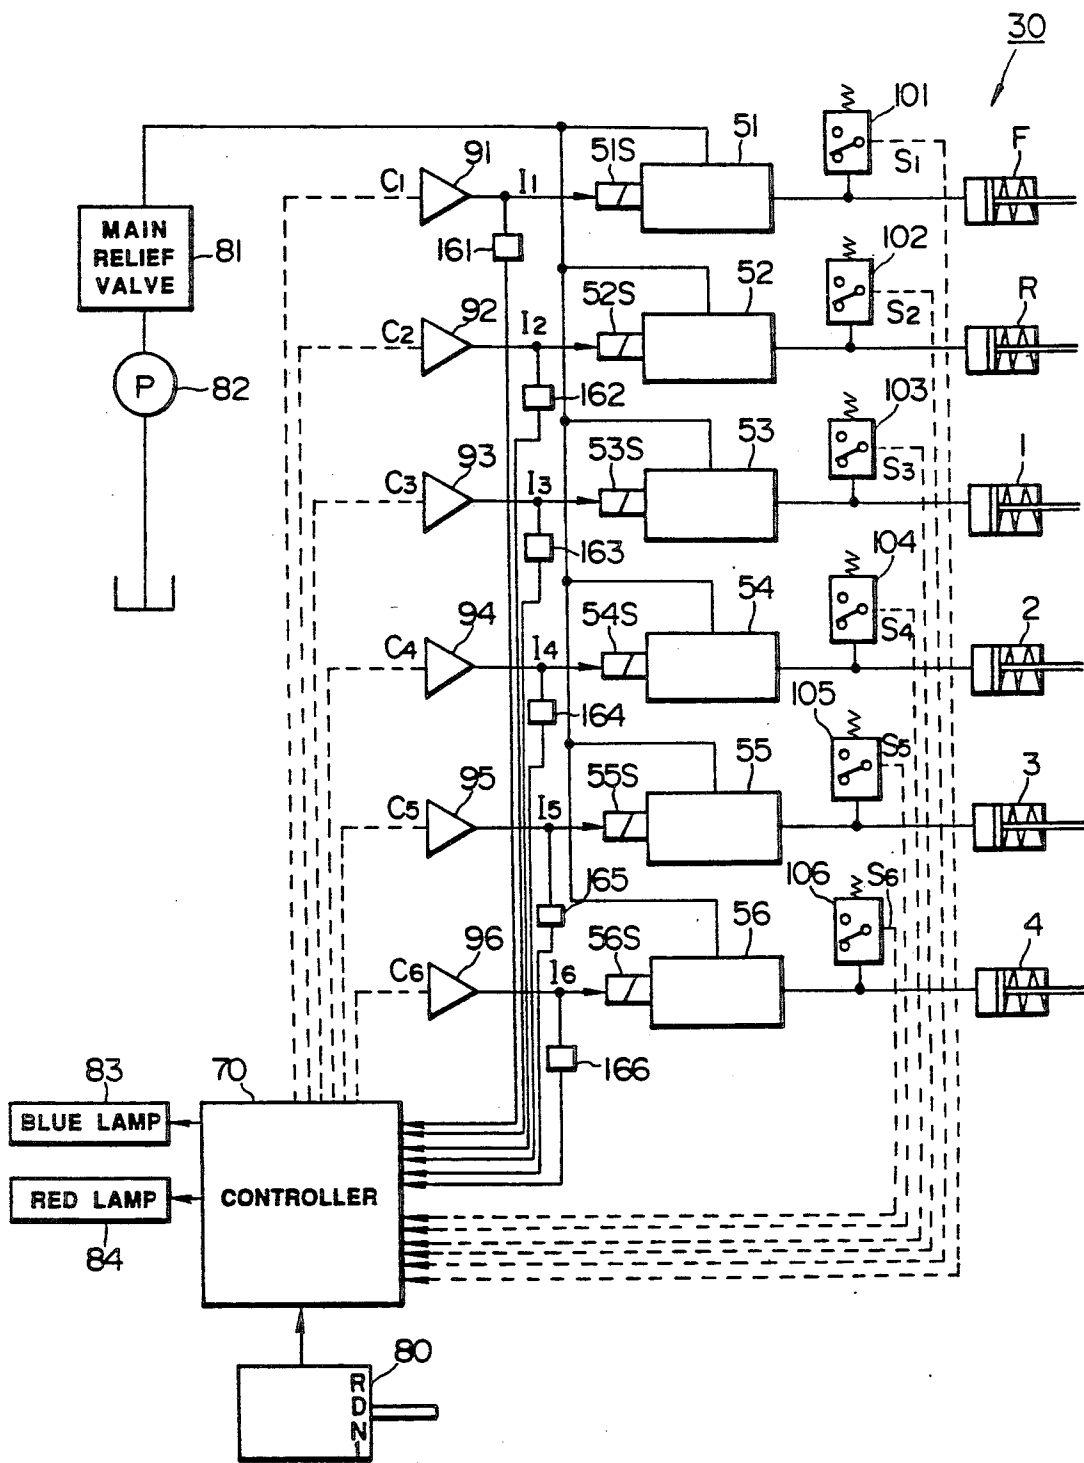 30
101
51
51S
F
91
C1
I1
S1
MAIN
RELIEF
VALVE
81
161
102
52
52S
R
92
C2
I2
S2
P
82
162
103
53
53S
1
93
C3
I3
S3
163
104
54
54S
2
94
C4
I4
S4
164
105
55
55S
3
95
C5
I5
S5
165
106
S6
56
56S
4
96
C6
I6
166
83
70
BLUE LAMP
CONTROLLER
RED LAMP
84
80
R
D
N
1